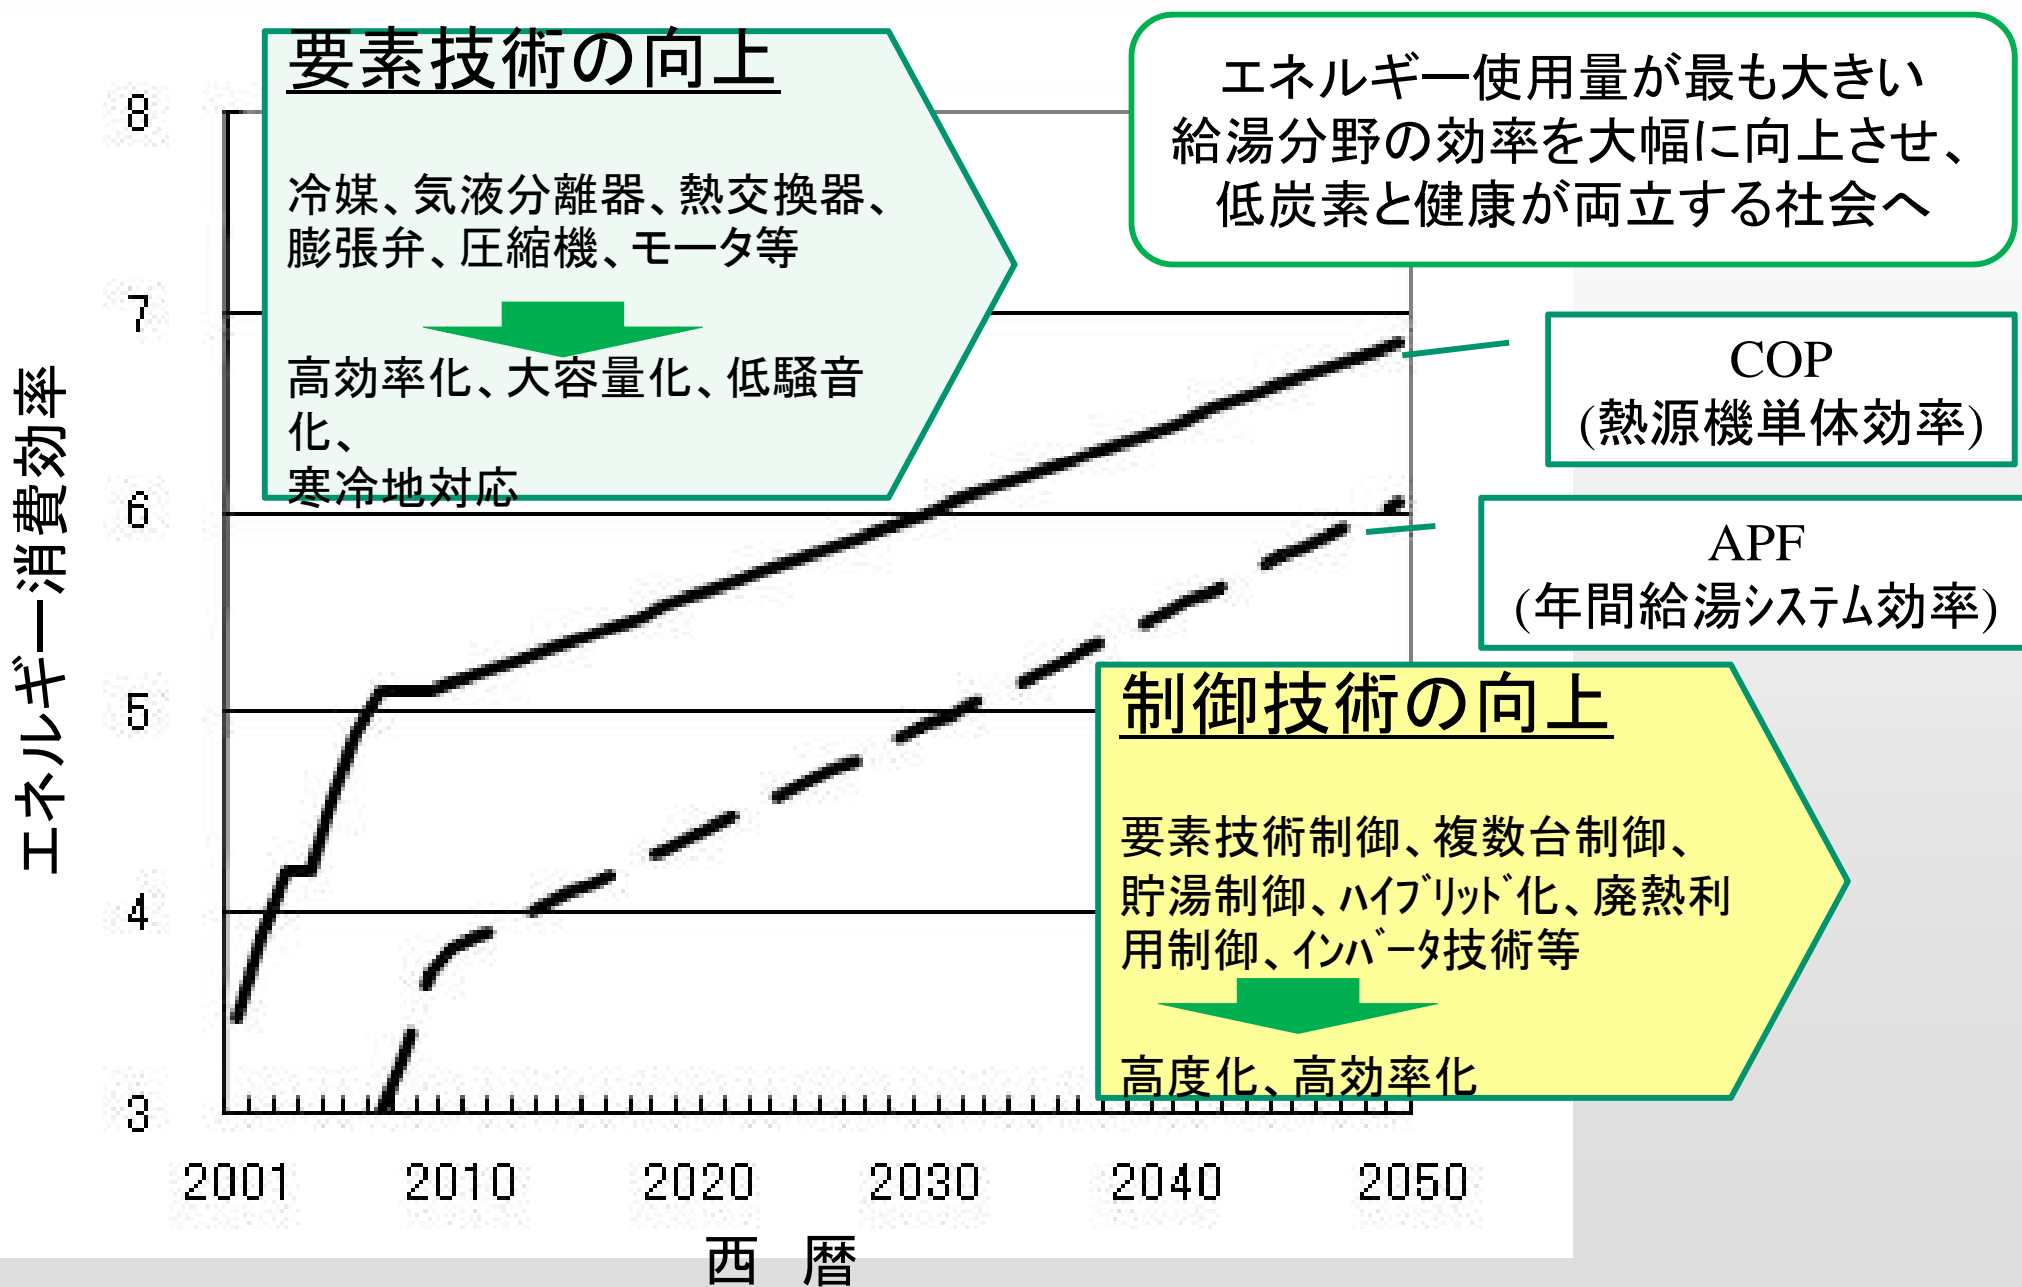 要素技術の向上
冷媒、気液分離器、熱交換器、
膨張弁、圧縮機、モータ等
高効率化、大容量化、低騒音
化、
寒冷地対応
エネルギー使用量が最も大きい
給湯分野の効率を大幅に向上させ、
低炭素と健康が両立する社会へ
COP
(熱源機単体効率)
APF
(年間給湯ｼｽﾃﾑ効率)
制御技術の向上
要素技術制御、複数台制御、
貯湯制御、ﾊｲﾌﾞﾘｯﾄﾞ化、廃熱利
用制御、ｲﾝﾊﾞｰﾀ技術等
高度化、高効率化
エネルギー消費効率
8
7
6
5
4
3
2001 2010 2020 2030 2040 2050
西 暦